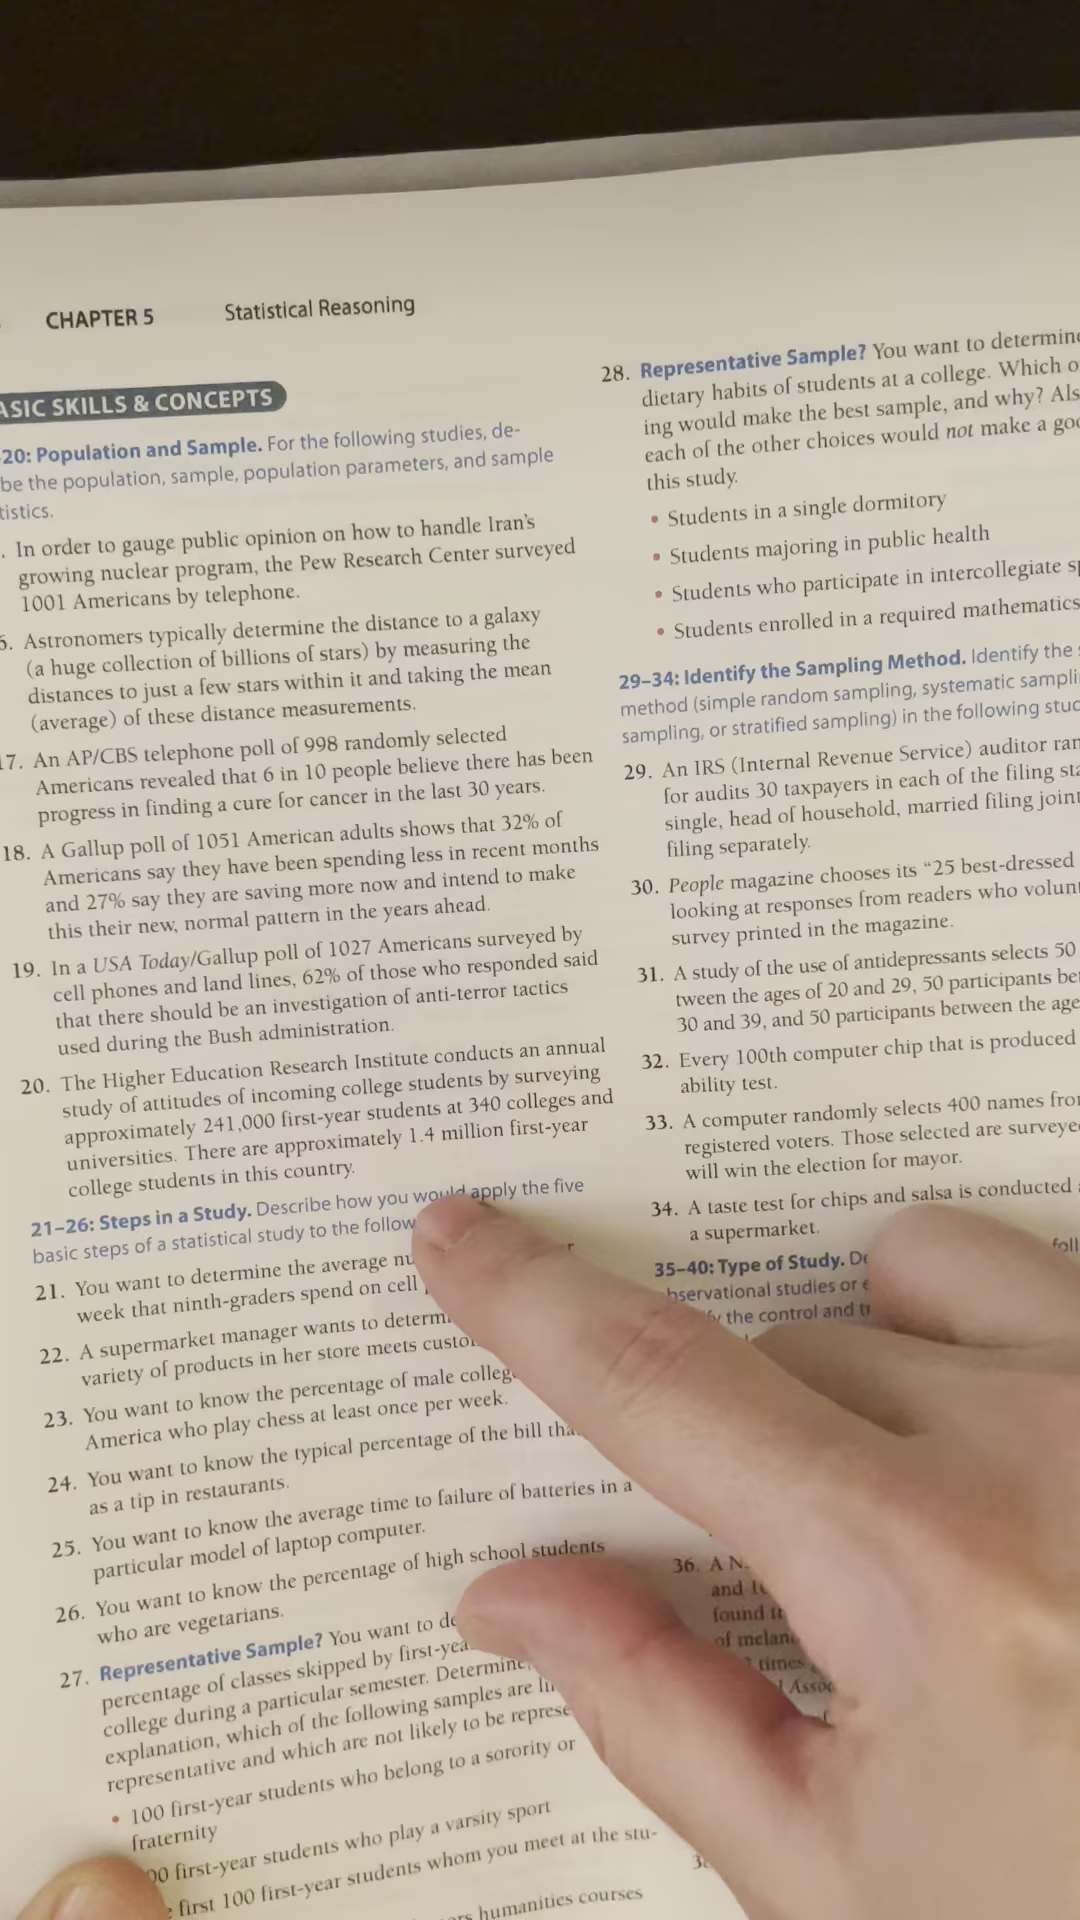 CHAPTER 5 Statistical Reasoning
ASIC SKILLS & CONCEPTS
-20: Population and Sample. For the following studies, de-
be the population, sample, population parameters, and sample
tistics.
. In order to gauge public opinion on how to handle Iran's
growing nuclear program, the Pew Research Center surveyed
1001 Americans by telephone.
6. Astronomers typically determine the distance to a galaxy
(a huge collection of billions of stars) by measuring the
distances to just a few stars within it and taking the mean
(average) of these distance measurements.
17. An AP/CBS telephone poll of 998 randomly selected
Americans revealed that 6 in 10 people believe there has been
progress in finding a cure for cancer in the last 30 years.
18. A Gallup poll of 1051 American adults shows that 32% of
Americans say they have been spending less in recent months
and 27% say they are saving more now and intend to make
this their new, normal pattern in the years ahead.
19. In a USA Today/Gallup poll of 1027 Americans surveyed by
cell phones and land lines, 62% of those who responded said
that there should be an investigation of anti-terror tactics
used during the Bush administration.
20. The Higher Education Research Institute conducts an annual
study of attitudes of incoming college students by surveying
approximately 241,000 first-year students at 340 colleges and
universities. There are approximately 1.4 million first-year
college students in this country.
21–26: Steps in a Study. Describe how you would apply the five
basic steps of a statistical study to the follow
21. You want to determine the average nu
week that ninth-graders spend on cell
22. A supermarket manager wants to determ
variety of products in her store meets custo
23. You want to know the percentage of male colleg
America who play chess at least once per week.
24. You want to know the typical percentage of the bill tha
as a tip in restaurants.
25. You want to know the average time to failure of batteries in a
particular model of laptop computer.
26. You want to know the percentage of high school students
who are vegetarians.
27. Representative Sample? You want to de
percentage of classes skipped by first-yea
college during a particular semester. Determine,
explanation, which of the following samples are li
representative and which are not likely to be represe
• 100 first-year students who belong to a sorority or
fraternity
00 first-year students who play a varsity sport
first 100 first-year students whom you meet at the stu-
humanities courses
28. Representative Sample? You want to determine
dietary habits of students at a college. Which o
ing would make the best sample, and why? Als
each of the other choices would not make a goo
this study.
• Students in a single dormitory
• Students majoring in public health
• Students who participate in intercollegiate sp
• Students enrolled in a required mathematics
29–34: Identify the Sampling Method. Identify the s
method (simple random sampling, systematic sampli
sampling, or stratified sampling) in the following stud
29. An IRS (Internal Revenue Service) auditor ran
for audits 30 taxpayers in each of the filing sta
single, head of household, married filing joint
filing separately.
30. People magazine chooses its “25 best-dressed
looking at responses from readers who volunt
survey printed in the magazine.
31. A study of the use of antidepressants selects 50
tween the ages of 20 and 29, 50 participants be
30 and 39, and 50 participants between the age
32. Every 100th computer chip that is produced
ability test.
33. A computer randomly selects 400 names fro
registered voters. Those selected are surveye
will win the election for mayor.
34. A taste test for chips and salsa is conducted a
a supermarket.
35–40: Type of Study. De foll
bservational studies or e
the control and tr
36. A N
and 10
found
of melan
times
Assoc